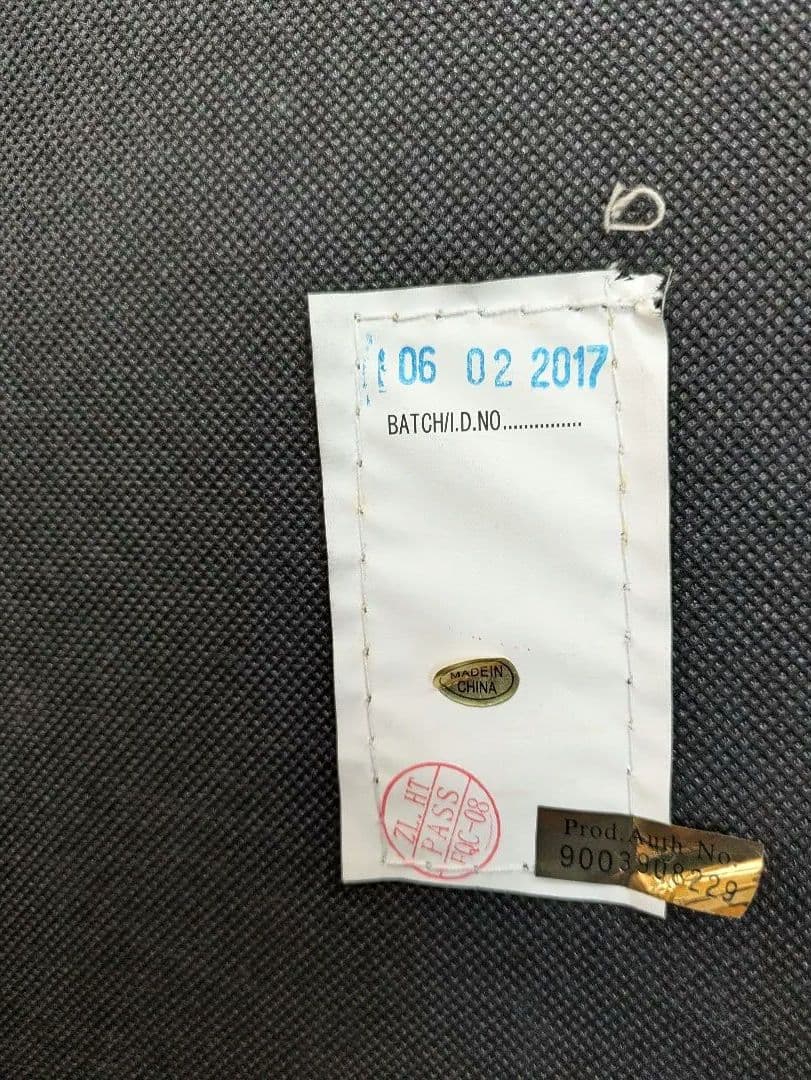 06 02 2017
BATCH/I.D.NO...............
MADE IN
CHINA
ZL. HT
PASS
FQC-08
Prod. Auth No.
9003908229